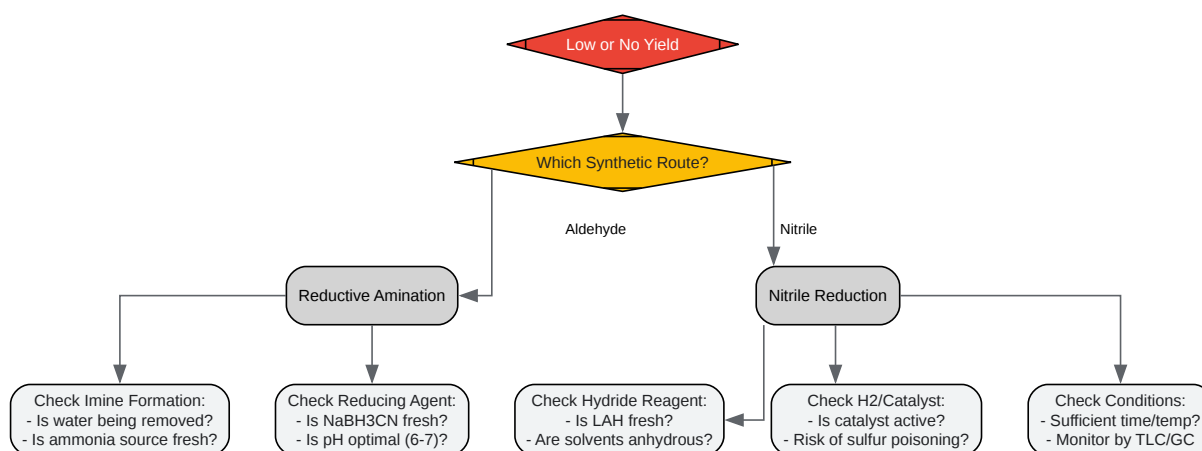 Low or No Yield
Which Synthetic Route?
Aldehyde
Nitrile
Reductive Amination
Nitrile Reduction
Check Imine Formation:
- Is water being removed?
- Is ammonia source fresh?
Check Reducing Agent:
- Is NaBH3CN fresh?
- Is pH optimal (6-7)?
Check Hydride Reagent:
- Is LAH fresh?
- Are solvents anhydrous?
Check H2/Catalyst:
- Is catalyst active?
- Risk of sulfur poisoning?
Check Conditions:
- Sufficient time/temp?
- Monitor by TLC/GC